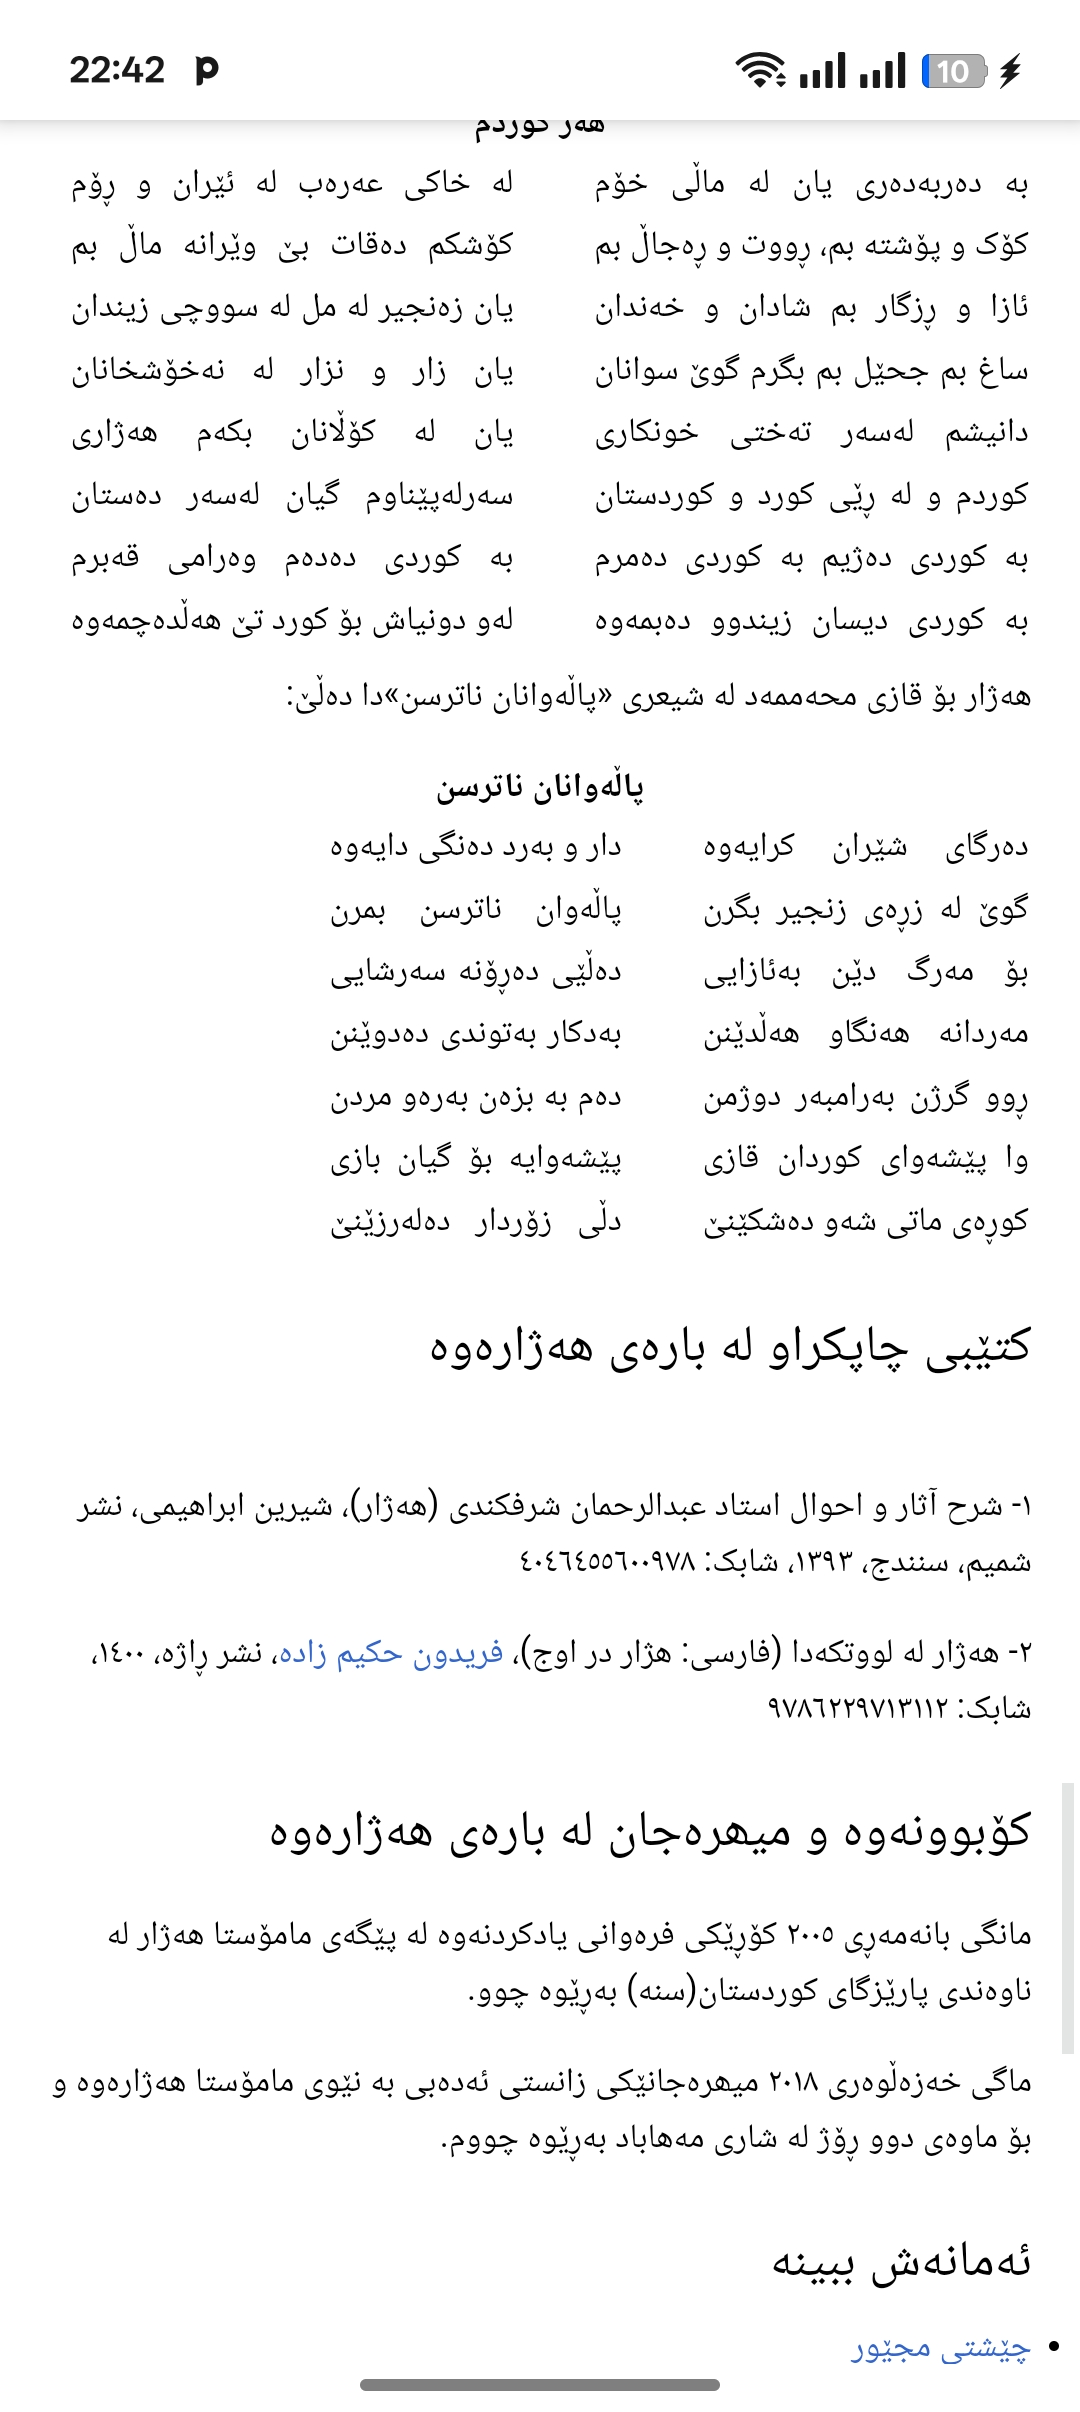 22:42
10
هەر کوردم
بە دەربەدەری یان لە ماڵی خۆم	لە خاکی عەرەب لە ئێران و ڕۆم
کۆک و پۆشتە بم، ڕووت و ڕەجاڵ بم	کۆشکم دەقات بێ وێرانە ماڵ بم
ئازا و ڕزگار بم شادان و خەندان	یان زەنجیر لە مل لە سووچی زیندان
ساغ بم جحێل بم بگرم گوێ سوانان	یان زار و نزار لە نەخۆشخانان
دانیشم لەسەر تەختی خونکاری	یان لە کۆڵانان بکەم هەژاری
کوردم و لە ڕێی کورد و کوردستان	سەرلەپێناوم گیان لەسەر دەستان
بە کوردی دەژیم بە کوردی دەمرم	بە کوردی دەدەم وەرامی قەبرم
بە کوردی دیسان زیندوو دەبمەوە	لەو دونیاش بۆ کورد تێ هەڵدەچمەوە
هەژار بۆ قازی محەممەد لە شیعری «پاڵەوانان ناترسن»دا دەڵێ:
پاڵەوانان ناترسن
دەرگای شێران کرایەوە	دار و بەرد دەنگی دایەوە
گوێ لە زڕەی زنجیر بگرن	پاڵەوان ناترسن بمرن
بۆ مەرگ دێن بەئازایی	دەڵێی دەڕۆنە سەرشایی
مەردانە هەنگاو هەڵدێنن	بەدکار بەتوندی دەدوێنن
ڕوو گرژن بەرامبەر دوژمن	دەم بە بزەن بەرەو مردن
وا پێشەوای کوردان قازی	پێشەوایە بۆ گیان بازی
کوڕەی ماتی شەو دەشکێنێ	دڵی زۆردار دەلەرزێنێ
کتێبی چاپکراو لە بارەی هەژارەوە
١- شرح آثار و احوال استاد عبدالرحمان شرفکندی (هەژار)، شیرین ابراهیمی، نشر
شمیم، سنندج، ١٣٩٣، شابک: ٤٠٤٦٤٥٥٦٠٠٩٧٨
٢- هەژار لە لووتکەدا (فارسی: هژار در اوج)، فریدون حکیم زادە، نشر ڕاژە، ١٤٠٠،
شابک: ٩٧٨٦٢٢٩٧١٣١١٢
کۆبوونەوە و میهرەجان لە بارەی هەژارەوە
مانگی بانەمەڕی ٢٠٠٥ کۆڕێکی فرەوانی یادکردنەوە لە پێگەی مامۆستا هەژار لە
ناوەندی پارێزگای کوردستان(سنە) بەڕێوە چوو.
ماگی خەزەڵوەری ٢٠١٨ میهرەجانێکی زانستی ئەدەبی بە نێوی مامۆستا هەژارەوە و
بۆ ماوەی دوو ڕۆژ لە شاری مەهاباد بەڕێوە چووم.
ئەمانەش ببینە
• چێشتی مجێور